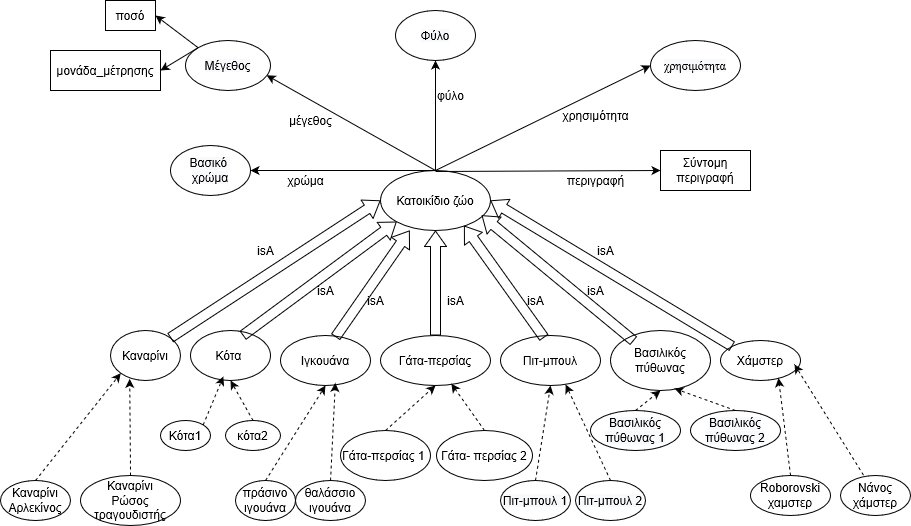 ποσό
Φύλο
μονάδα_μέτρησης
Μέγεθος
χρησιμότητα
φύλο
μέγεθος
χρησιμότητα
Βασικό
χρώμα
χρώμα
περιγραφή
Σύντομη
περιγραφή
Κατοικίδιο ζώο
isA
isA
isA
isA
isA
isA
isA
Καναρίνι
Κότα
Ιγκουάνα
Γάτα-περσίας
Πιτ-μπουλ
Βασιλικός
πύθωνας
Χάμστερ
Κότα1
κότα2
Γάτα-περσίας 1
Γάτα- περσίας 2
Βασιλικός
πύθωνας 1
Βασιλικός
πύθωνας 2
Καναρίνι
Αρλεκίνος
Καναρίνι
Ρώσος
τραγουδιστής
πράσινο
ιγουάνα
θαλάσσιο
ιγουάνα
Πιτ-μπουλ 1
Πιτ-μπουλ 2
Roborovski
χαμστερ
Νάνος
χάμστερ